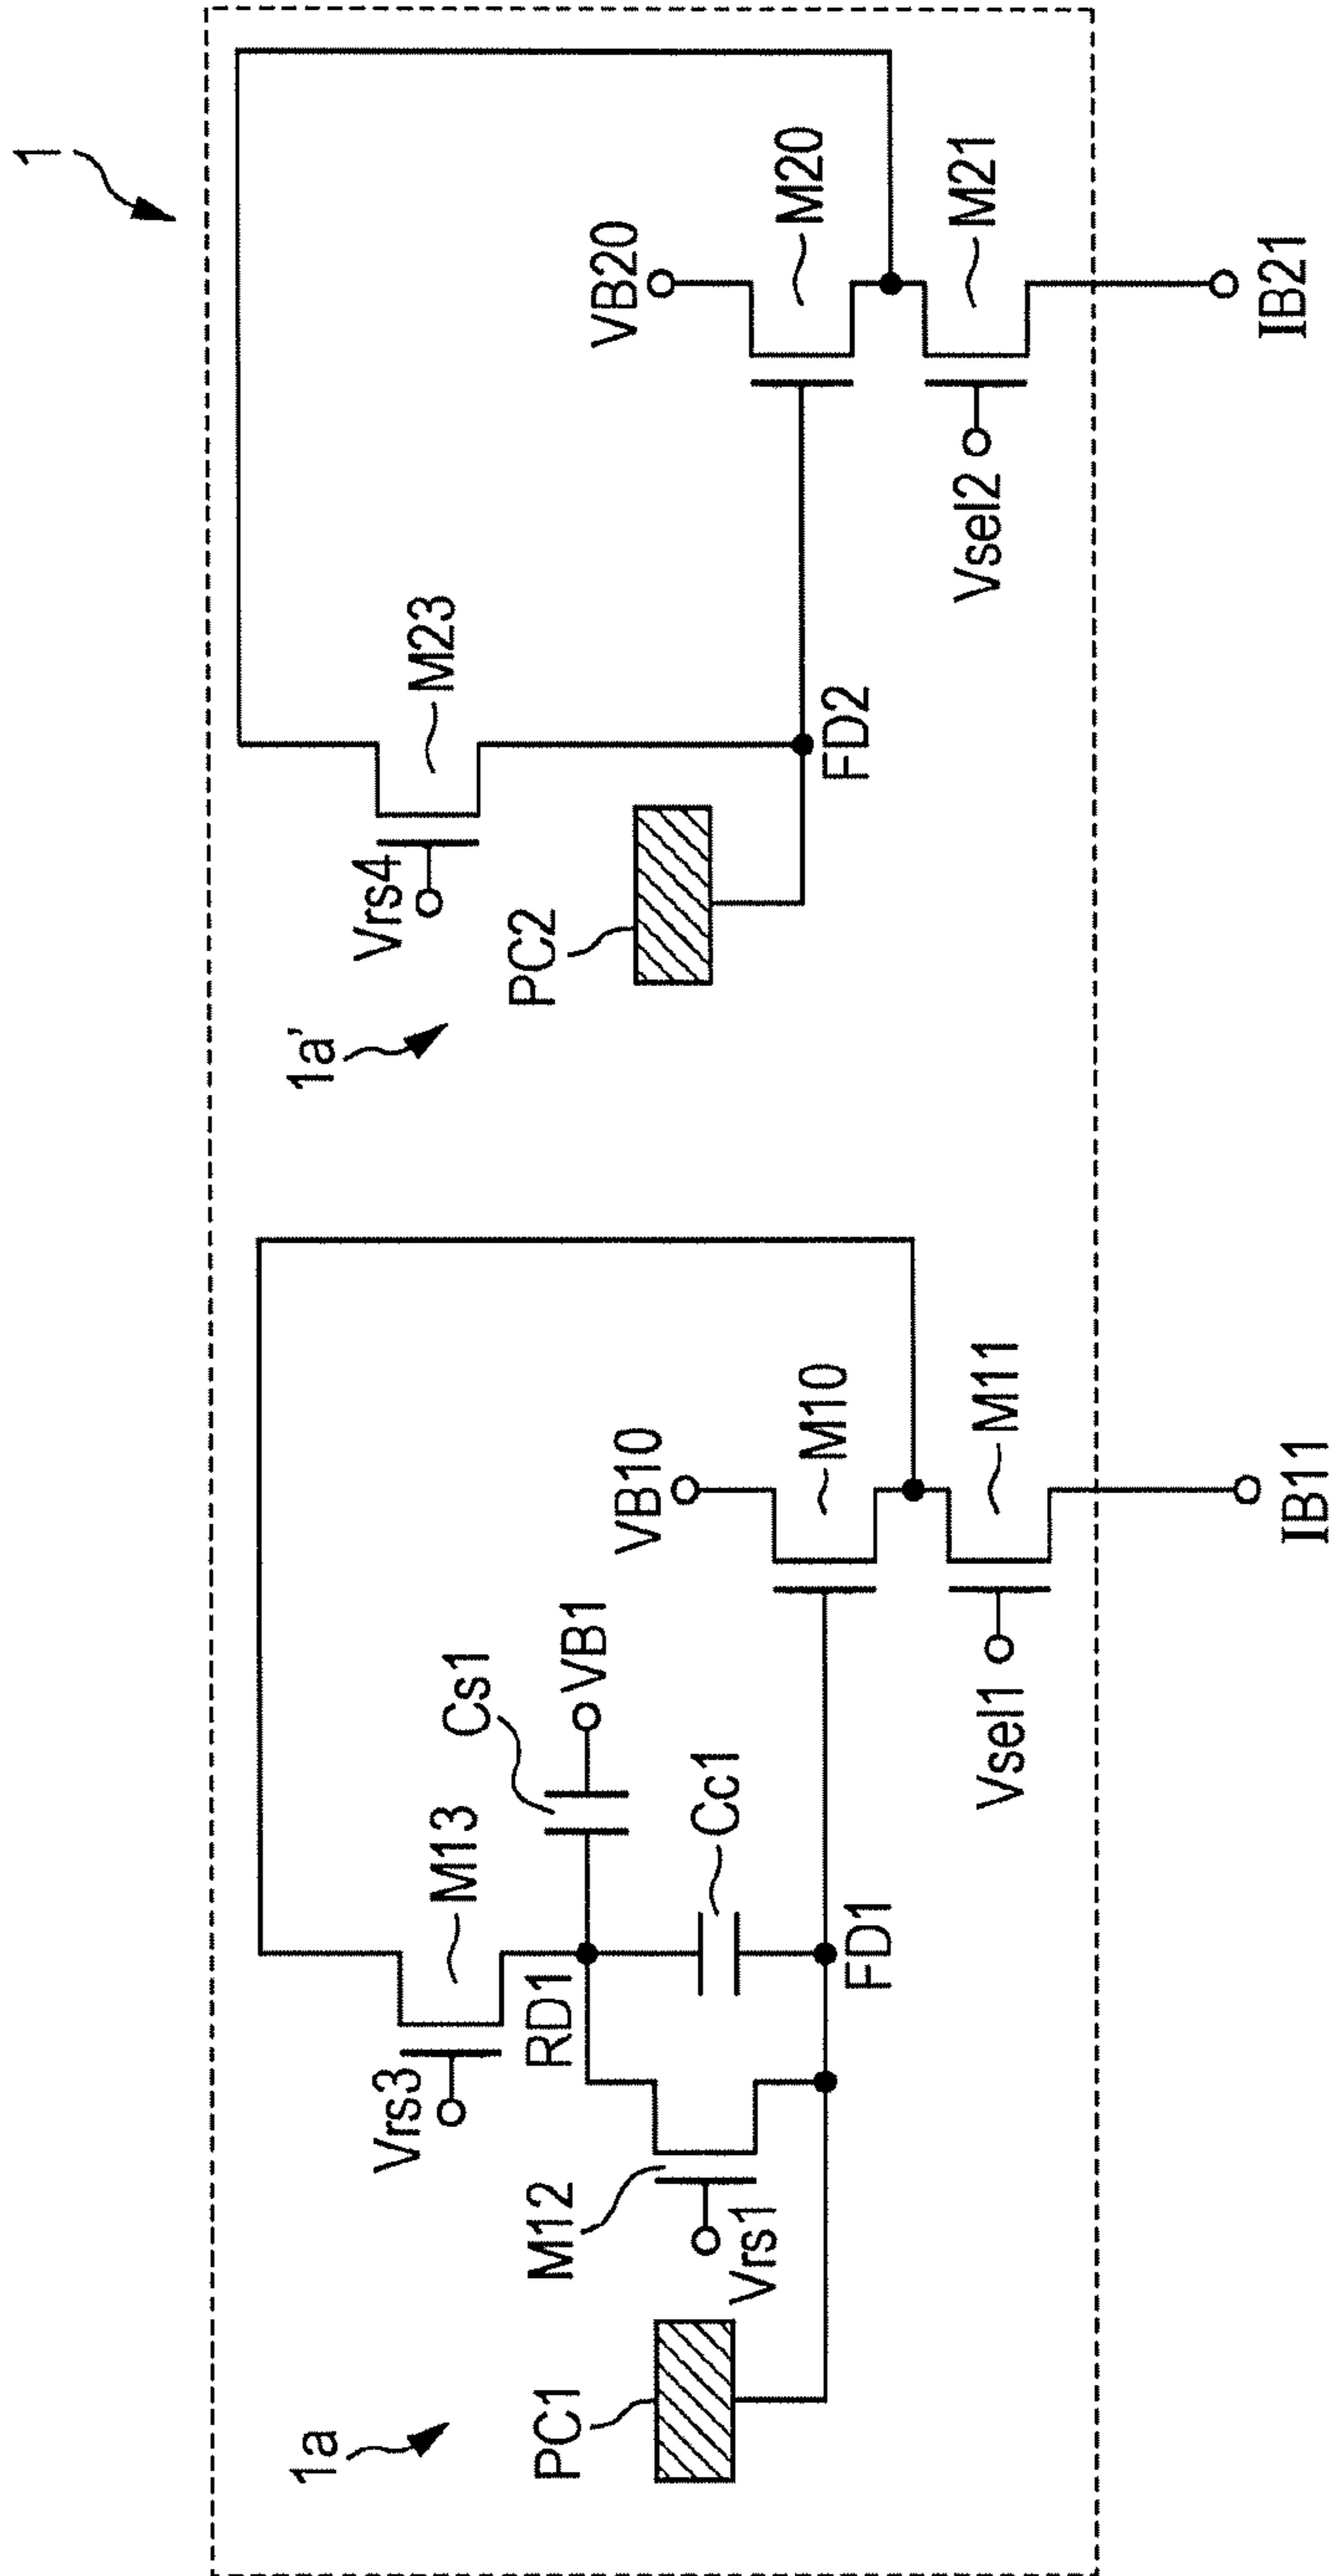 1
1a
PC1
M12
Vrs1
Vrs3
M13
RD1
Cs1
VB1
Cc1
FD1
VB10
M10
M11
Vsel1
IB11
1a'
PC2
Vrs4
M23
FD2
VB20
M20
M21
Vsel2
IB21